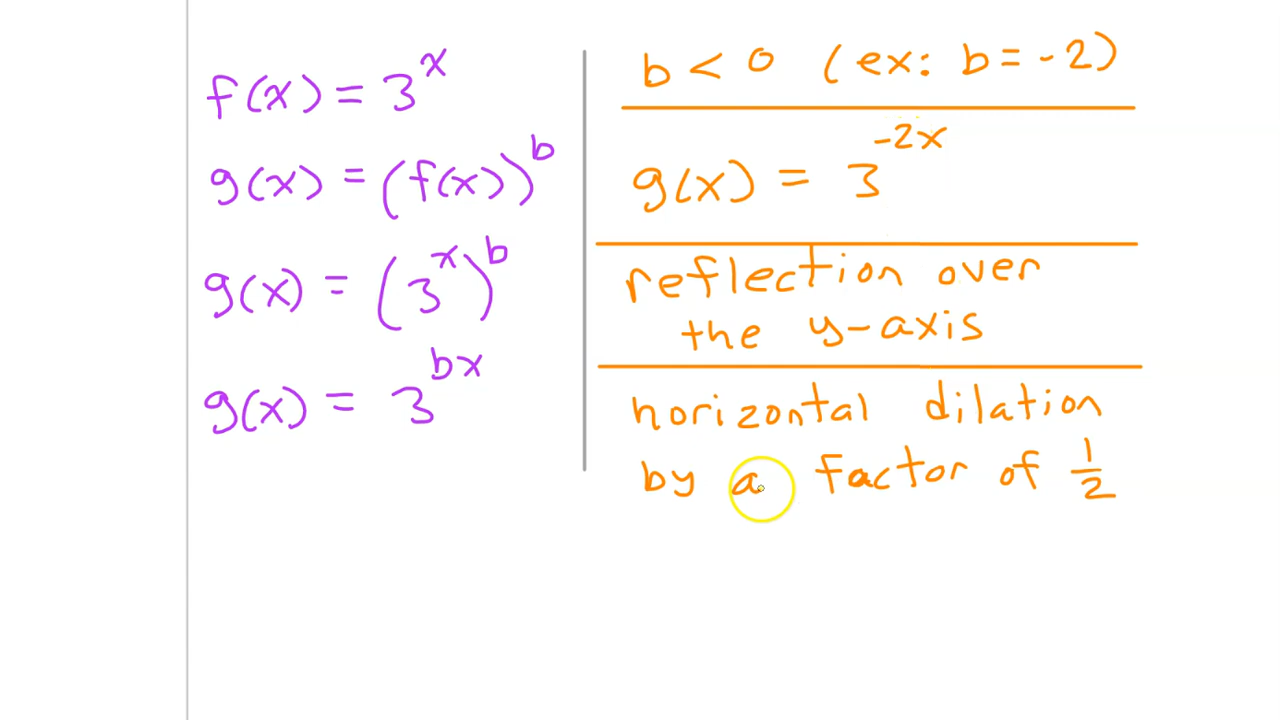 f(x) = 3^x
g(x) = (f(x))^b
g(x) = (3^x)^b
g(x) = 3^{bx}
b < 0 (ex: b = -2)
g(x) = 3^{-2x}
reflection over
the y-axis
horizontal dilation
by a factor of 1/2